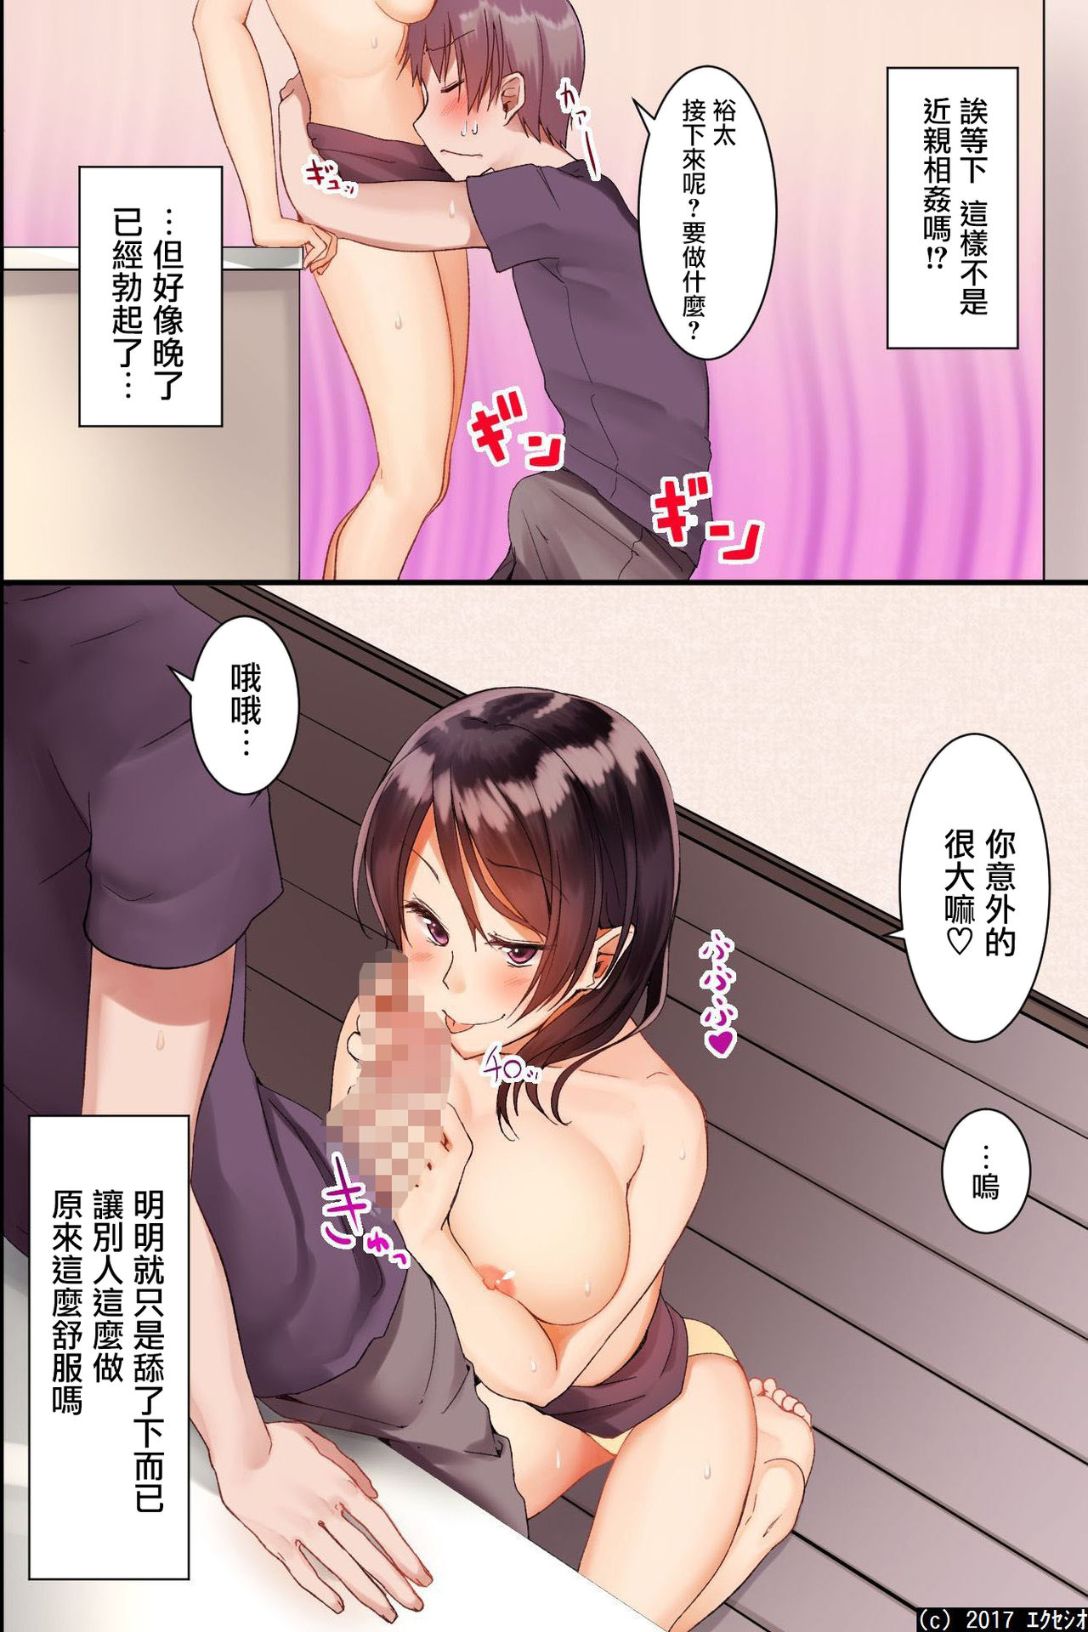 誒等下 這樣不是
近親相姦嗎!?
裕太
接下來呢？要做什麼？
カァーッ
ギュッ
…但好像晚了
已經勃起了…
ギン
ギン
你意外的
很大嘛♡
哦哦…
ふふふ♥
チロッ
…嗚
きゅっ
明明就只是舔了下而已
讓別人這麼做
原來這麼舒服嗎
(c) 2017 ｴｸｾｼｵ